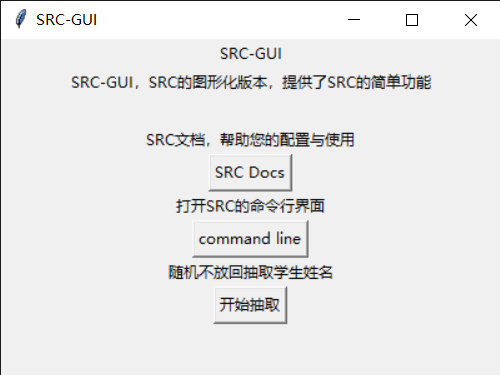 SRC-GUI
SRC-GUI
SRC-GUI，SRC的图形化版本，提供了SRC的简单功能
SRC文档，帮助您的配置与使用
SRC Docs
打开SRC的命令行界面
command line
随机不放回抽取学生姓名
开始抽取